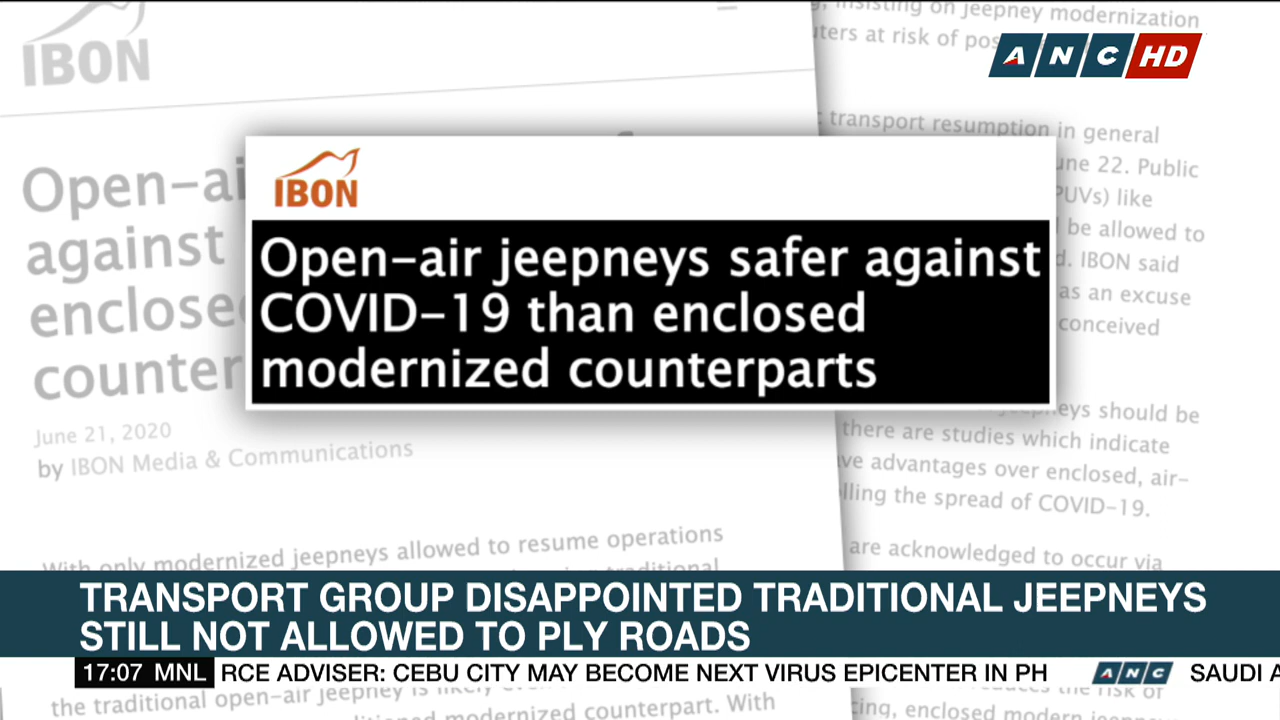 IBON
ing, insisting on jeepney modernization
uters at risk of pos
ANC HD
transport resumption in general
une 22. Public
PUVs) like
be allowed to
d. IBON said
as an excuse
conceived
IBON
Open-air jeepneys safer against
COVID-19 than enclosed
modernized counterparts
Open-ai
against
enclose
counter
June 21, 2020
by IBON Media & Communications
With only modernized jeepneys allowed to resume operations
traditional
eepneys should be
there are studies which indicate
ve advantages over enclosed, air-
lling the spread of COVID-19.
are acknowledged to occur via
TRANSPORT GROUP DISAPPOINTED TRADITIONAL JEEPNEYS
STILL NOT ALLOWED TO PLY ROADS
17:07 MNL RCE ADVISER: CEBU CITY MAY BECOME NEXT VIRUS EPICENTER IN PH ANC SAUDI A
the traditional open-air jeepney is likely
modernized counterpart. With
the risk of
cing, enclosed modern jeepneys